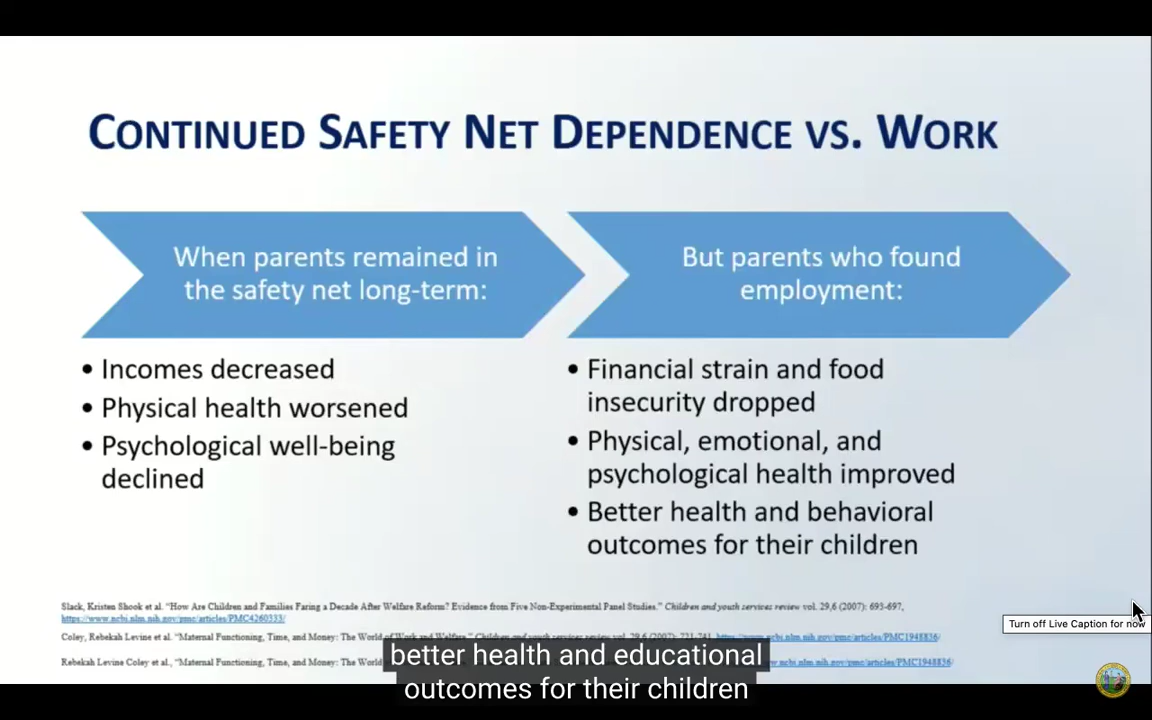 CONTINUED SAFETY NET DEPENDENCE VS. WORK
When parents remained in
the safety net long-term:
• Incomes decreased
• Physical health worsened
• Psychological well-being
declined
But parents who found
employment:
• Financial strain and food
insecurity dropped
• Physical, emotional, and
psychological health improved
• Better health and behavioral
outcomes for their children
Slack, Kristen Shook et al. "How Are Children and Families Faring a Decade After Welfare Reform? Evidence from Five Non-Experimental Panel Studies." Children and youth services review vol. 29,6 (2007): 693-697,
https://www.ncbi.nlm.nih.gov/pmc/articles/PMC4260333/
Coley, Rebekah Levine et al. "Maternal Functioning, Time, and Money: The World of Work and Welfare." Children and youth services review vol. 29,6 (2007): 721-741. https://www.ncbi.nlm.nih.gov/pmc/articles/PMC1948836/
Rebekah Levine Coley et al., "Maternal Functioning, Time, and Money: The World
.ncbi.nlm.nih.gov/pmc/articles/PMC1948836/
Turn off Live Caption for now
better health and educational
outcomes for their children